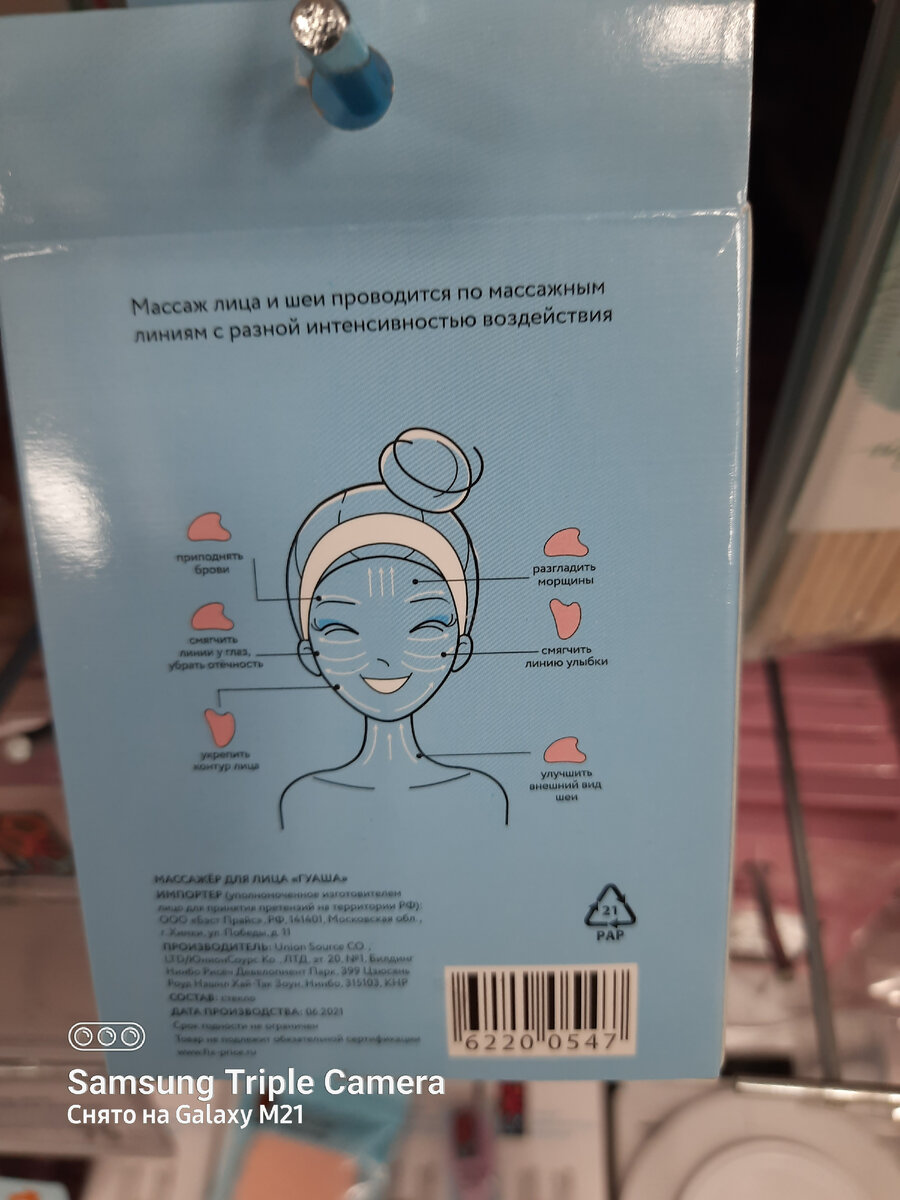 Массаж лица и шеи проводится по массажным
линиям с разной интенсивностью воздействия
приподнять
брови
разгладить
морщины
смягчить
линии у глаз,
убрать отёчность
смягчить
линию улыбки
укрепить
контур лица
улучшить
внешний вид
шеи
МАССАЖЁР ДЛЯ ЛИЦА «ГУАША»
ИМПОРТЕР (уполномоченное изготовителем
лицо для принятия претензий на территории РФ):
ООО «Бэст Прайс», РФ, 141401, Московская обл.,
г. Химки, ул. Победы, д. 11
ПРОИЗВОДИТЕЛЬ: Union Source CO.,
LTD/ЮнионСоурс Ко., ЛТД, эт. 20, №1, Билдинг
Нинбо Девелопмент Парк, 399
Роуд Хай-Тек Зоун, Нинбо, 315103, КНР
СОСТАВ: стекло
ДАТА ПРОИЗВОДСТВА: 06.2021
Срок годности не ограничен
Товар не подлежит обязательной сертификации
www.fix-price.ru
21
PAP
6220 0547
Samsung Triple Camera
Снято на Galaxy M21